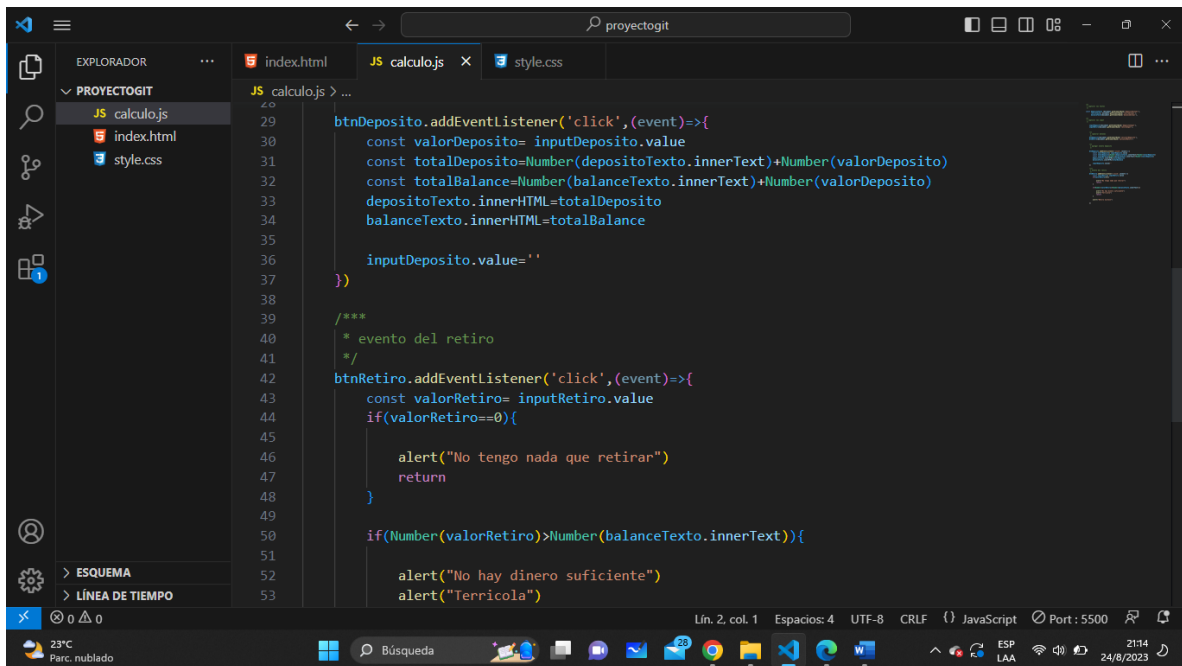 proyectogit
EXPLORADOR
index.html
JS calculo.js
style.css
PROYECTOGIT
JS calculo.js
index.html
style.css
JS calculo.js > ...
28
29 btnDeposito.addEventListener('click',(event)=>{
30 const valorDeposito= inputDeposito.value
31 const totalDeposito=Number(depositoTexto.innerText)+Number(valorDeposito)
32 const totalBalance=Number(balanceTexto.innerText)+Number(valorDeposito)
33 depositoTexto.innerHTML=totalDeposito
34 balanceTexto.innerHTML=totalBalance
35
36 inputDeposito.value=''
37 })
38
39 /***
40 * evento del retiro
41 */
42 btnRetiro.addEventListener('click',(event)=>{
43 const valorRetiro= inputRetiro.value
44 if(valorRetiro==0){
45
46 alert("No tengo nada que retirar")
47 return
48 }
49
50 if(Number(valorRetiro)>Number(balanceTexto.innerText)){
51
52 alert("No hay dinero suficiente")
53 alert("Terricola")
1
ESQUEMA
LÍNEA DE TIEMPO
0 0
Lín. 2, col. 1 Espacios: 4 UTF-8 CRLF {} JavaScript Port : 5500
23°C
Parc. nublado
Búsqueda
28
ESP
LAA
21:14
24/8/2023